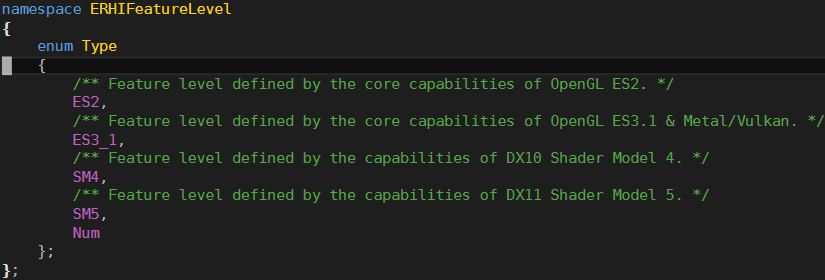 namespace ERHIFeatureLevel
{
    enum Type
    {
        /** Feature level defined by the core capabilities of OpenGL ES2. */
        ES2,
        /** Feature level defined by the core capabilities of OpenGL ES3.1 & Metal/Vulkan. */
        ES3_1,
        /** Feature level defined by the capabilities of DX10 Shader Model 4. */
        SM4,
        /** Feature level defined by the capabilities of DX11 Shader Model 5. */
        SM5,
        Num
    };
};